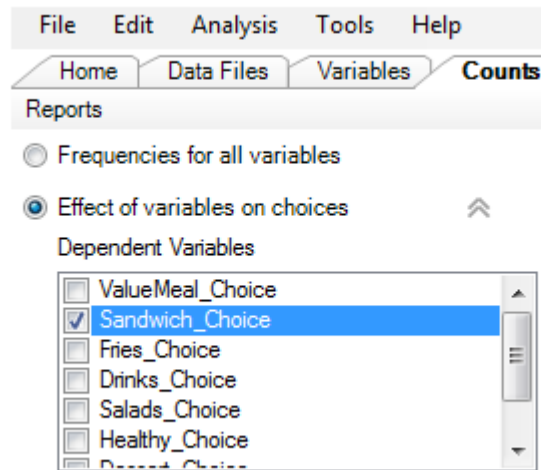 File Edit Analysis Tools Help
Home Data Files Variables Counts
Reports
Frequencies for all variables
Effect of variables on choices
Dependent Variables
ValueMeal_Choice
Sandwich_Choice
Fries_Choice
Drinks_Choice
Salads_Choice
Healthy_Choice